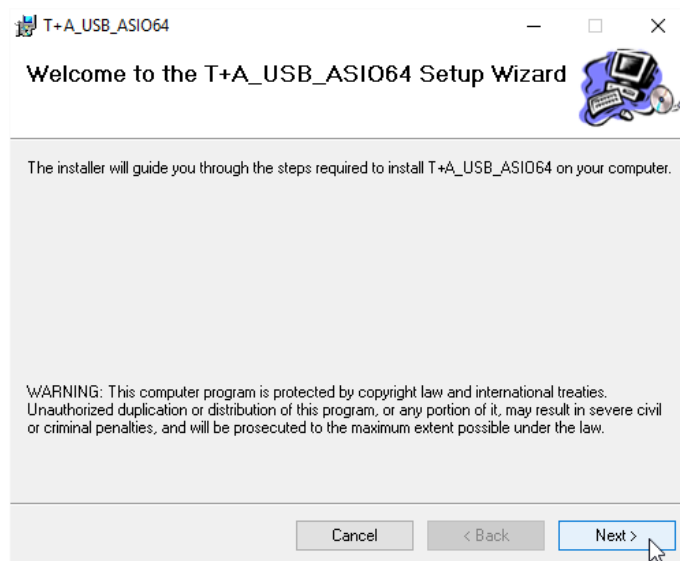 T+A_USB_ASIO64
Welcome to the T+A_USB_ASIO64 Setup Wizard
The installer will guide you through the steps required to install T+A_USB_ASIO64 on your computer.
WARNING: This computer program is protected by copyright law and international treaties.
Unauthorized duplication or distribution of this program, or any portion of it, may result in severe civil
or criminal penalties, and will be prosecuted to the maximum extent possible under the law.
Cancel
< Back
Next >